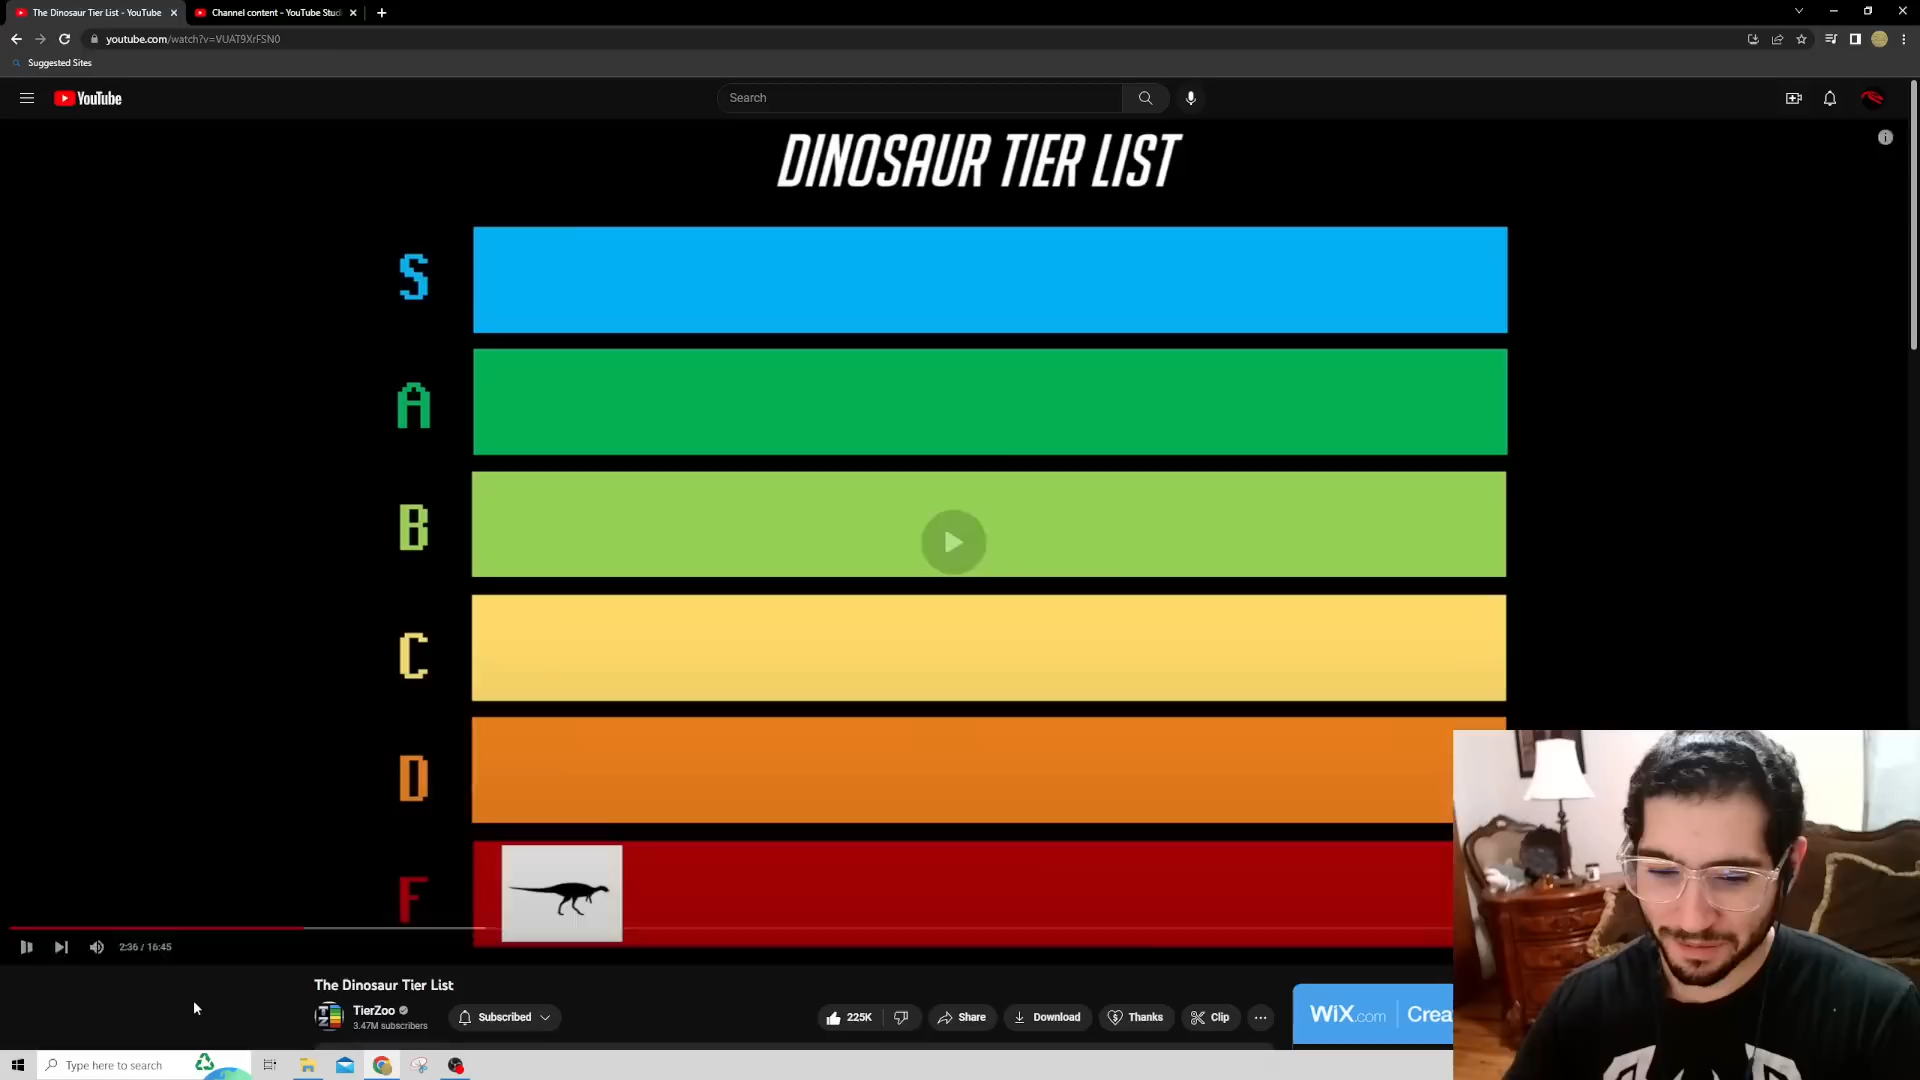 The Dinosaur Tier List - YouTube
Channel content - YouTube Stud
youtube.com/watch?v=VUAT9XrFSN0
Suggested Sites
YouTube
Search
DINOSAUR TIER LIST
S
A
B
C
D
F
2:36 / 16:45
The Dinosaur Tier List
TierZoo
3.47M subscribers
Subscribed
225K
Share
Download
Thanks
Clip
WiX.com
Crea
Type here to search